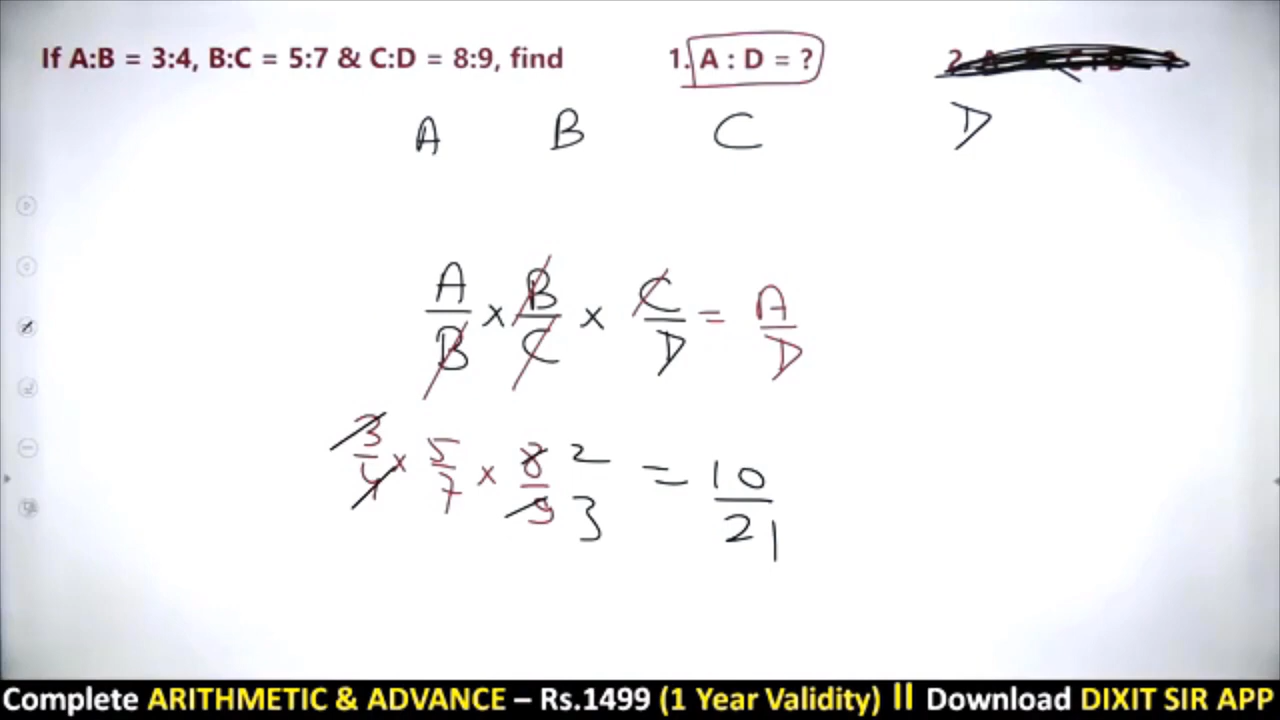 If A:B = 3:4, B:C = 5:7 & C:D = 8:9, find 1. A : D = ?
A B C D
A/B × B/C × C/D = A/D
3/4 × 5/7 × 8/9 2/3 = 10/21
Complete ARITHMETIC & ADVANCE – Rs.1499 (1 Year Validity) II Download DIXIT SIR APP